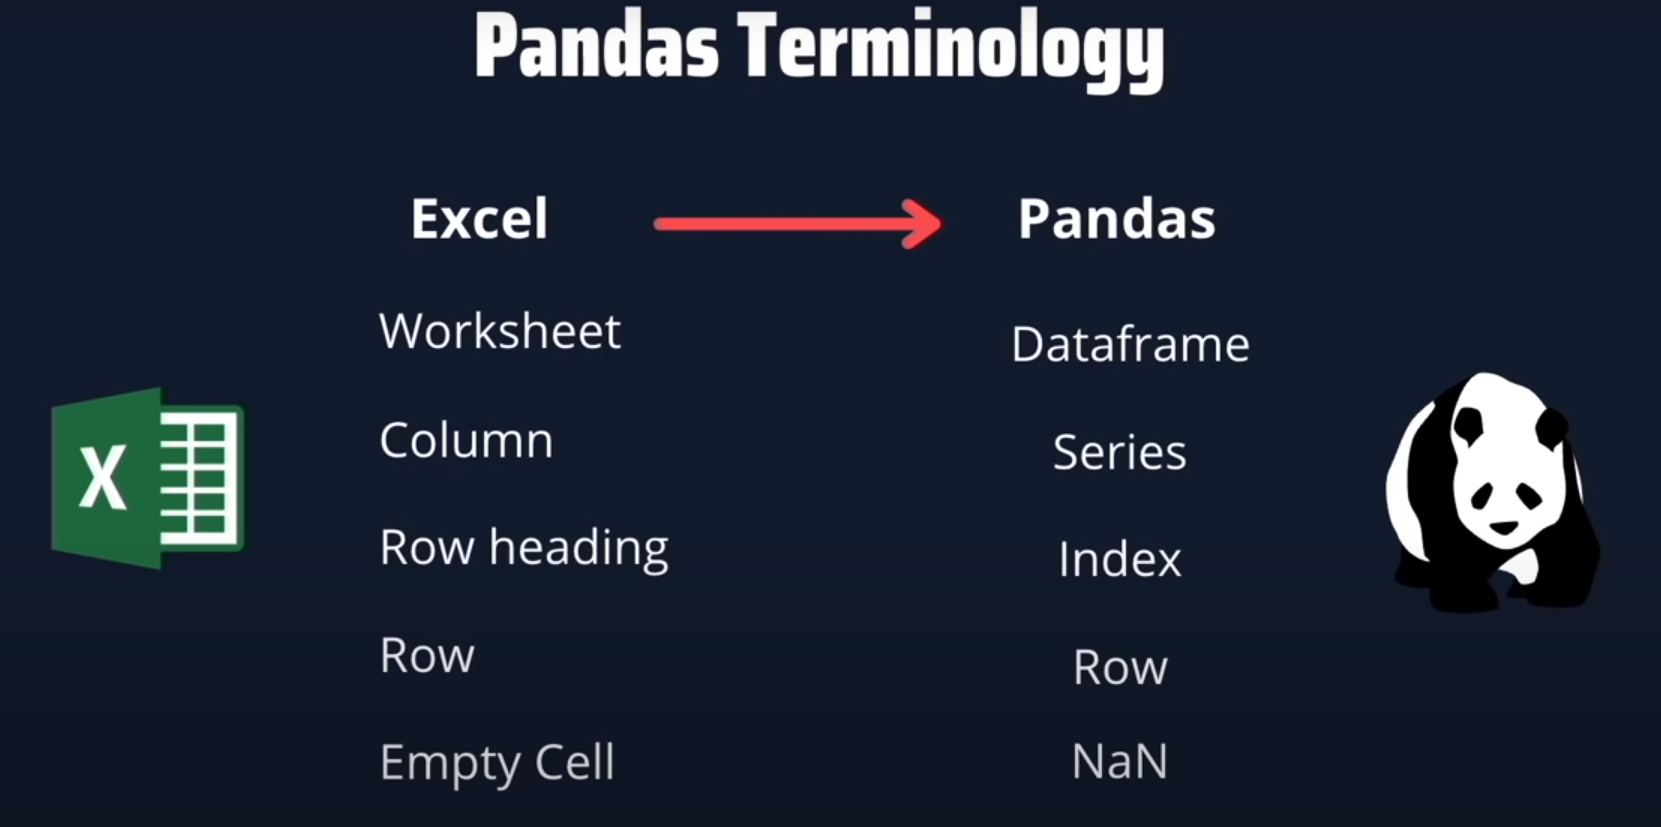 Pandas Terminology
Excel Pandas
Worksheet Dataframe
Column Series
Row heading Index
Row Row
Empty Cell NaN
X